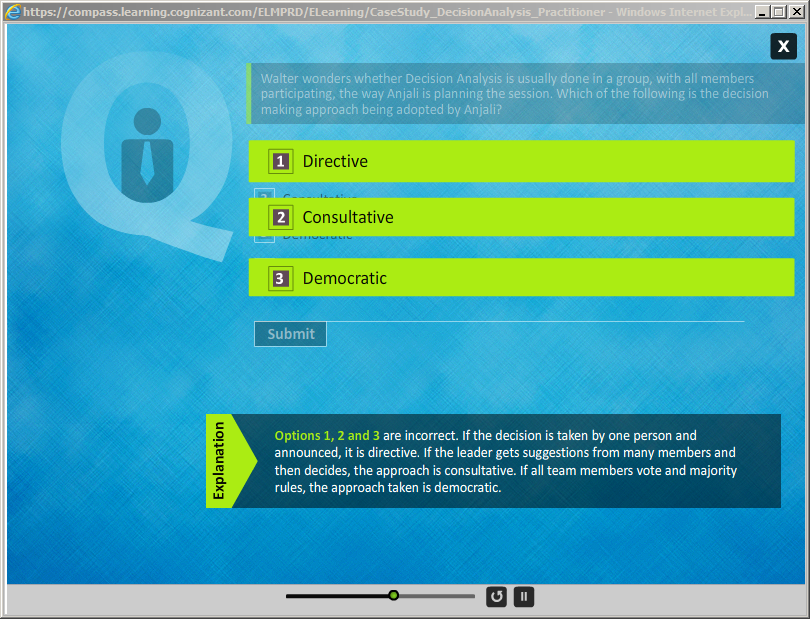 https://compass.learning.cognizant.com/ELMPRD/ELearning/CaseStudy_DecisionAnalysis_Practitioner - Windows Internet Expl...
X
Walter wonders whether Decision Analysis is usually done in a group, with all members
participating, the way Anjali is planning the session. Which of the following is the decision
making approach being adopted by Anjali?
Q
1 Directive
Consultative
2 Consultative
Democratic
3 Democratic
Submit
Explanation
Options 1, 2 and 3 are incorrect. If the decision is taken by one person and
announced, it is directive. If the leader gets suggestions from many members and
then decides, the approach is consultative. If all team members vote and majority
rules, the approach taken is democratic.